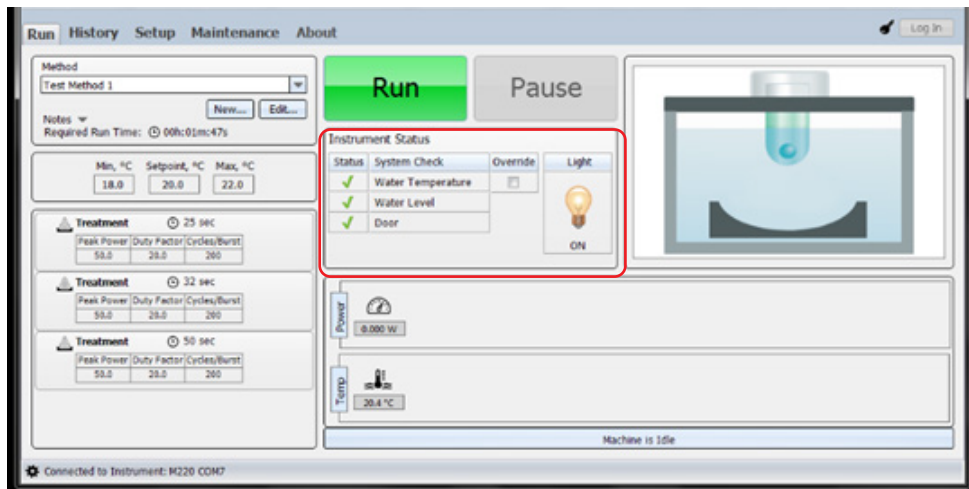 Run History Setup Maintenance About
Log In
Method
Test Method 1
New... Edit...
Notes
Required Run Time: 00h:01m:47s
Min, °C Setpoint, °C Max, °C
18.0 20.0 22.0
Treatment 25 sec
Peak Power Duty Factor Cycles/Burst
50.0 20.0 200
Treatment 32 sec
Peak Power Duty Factor Cycles/Burst
50.0 20.0 200
Treatment 50 sec
Peak Power Duty Factor Cycles/Burst
50.0 20.0 200
Run Pause
Instrument Status
Status System Check Override Light
Water Temperature
Water Level
Door
ON
Power
0.000 W
Temp
20.4 °C
Machine is Idle
Connected to Instrument: M220 COM7